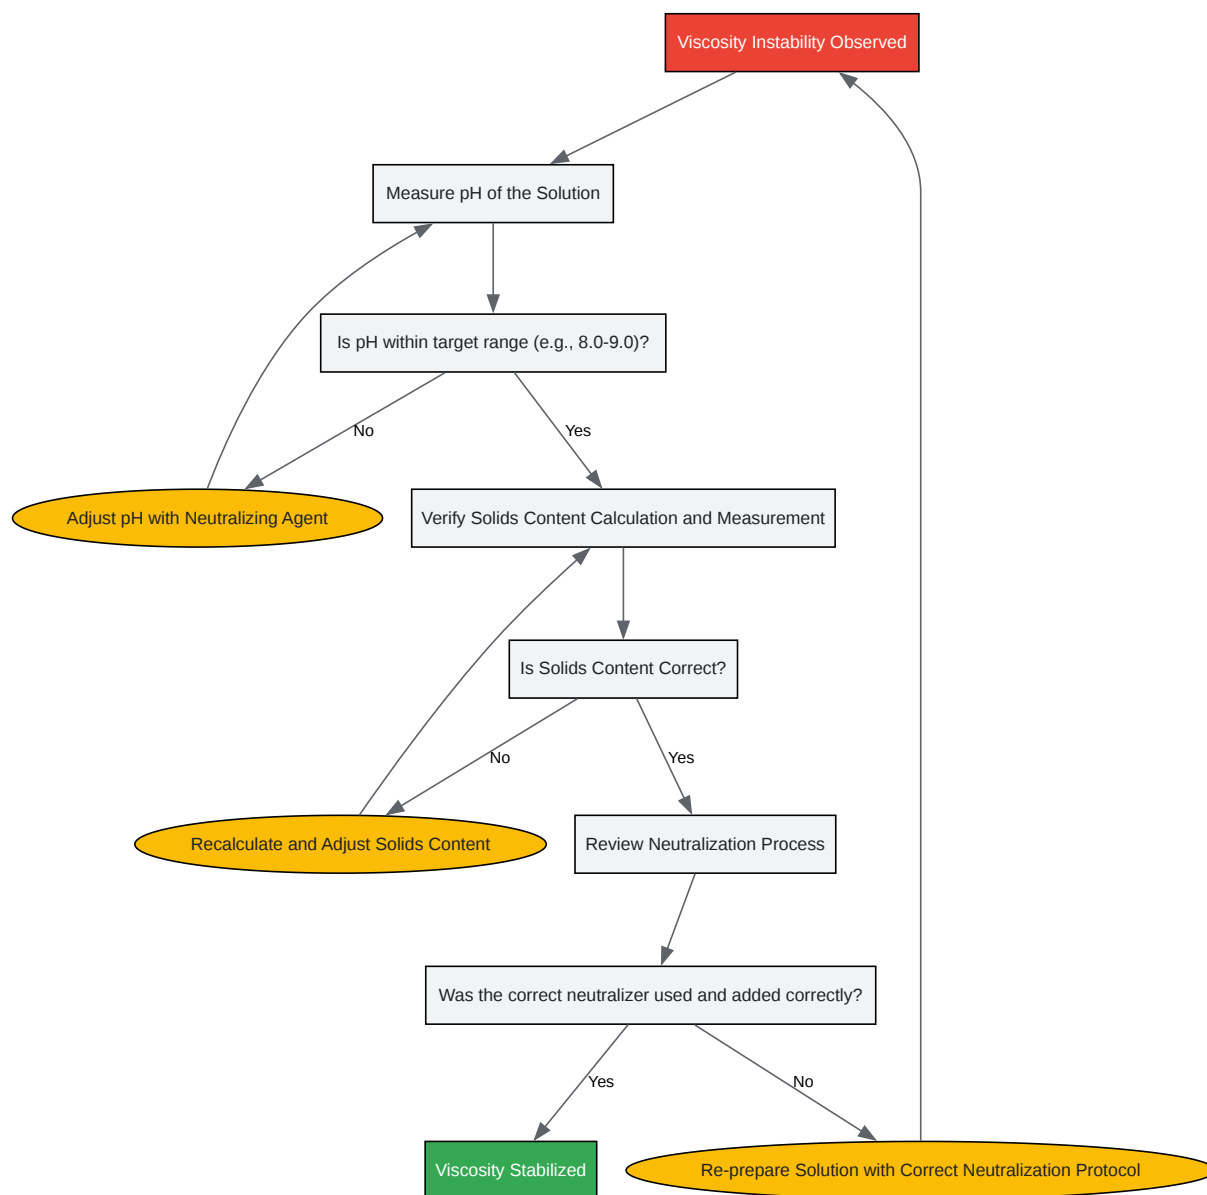 Viscosity Instability Observed
Measure pH of the Solution
Is pH within target range (e.g., 8.0-9.0)?
No
Yes
Adjust pH with Neutralizing Agent
Verify Solids Content Calculation and Measurement
Is Solids Content Correct?
No
Yes
Recalculate and Adjust Solids Content
Review Neutralization Process
Was the correct neutralizer used and added correctly?
Yes
No
Viscosity Stabilized
Re-prepare Solution with Correct Neutralization Protocol